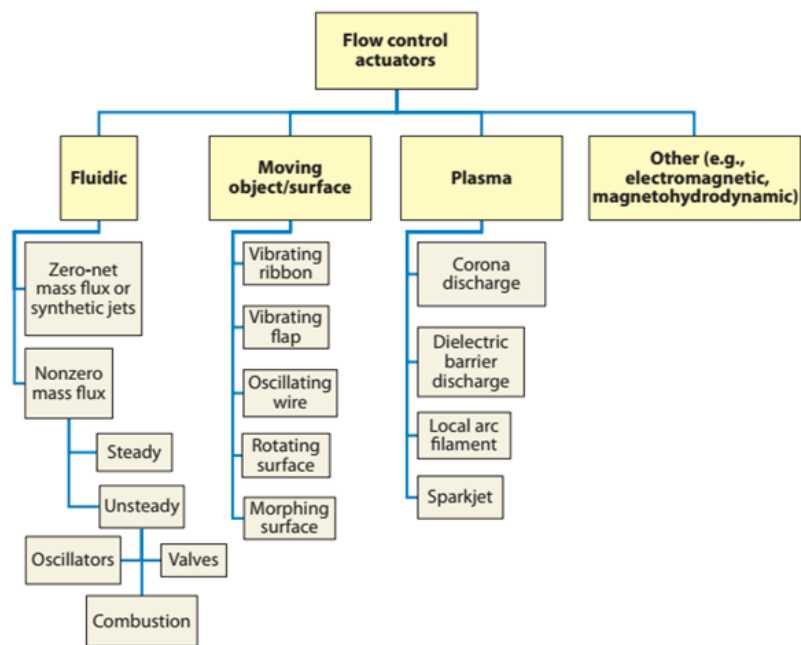 Flow control
actuators
Fluidic
Moving
object/surface
Plasma
Other (e.g.,
electromagnetic,
magnetohydrodynamic)
Zero-net
mass flux or
synthetic jets
Nonzero
mass flux
Steady
Unsteady
Oscillators
Valves
Combustion
Vibrating
ribbon
Vibrating
flap
Oscillating
wire
Rotating
surface
Morphing
surface
Corona
discharge
Dielectric
barrier
discharge
Local arc
filament
Sparkjet